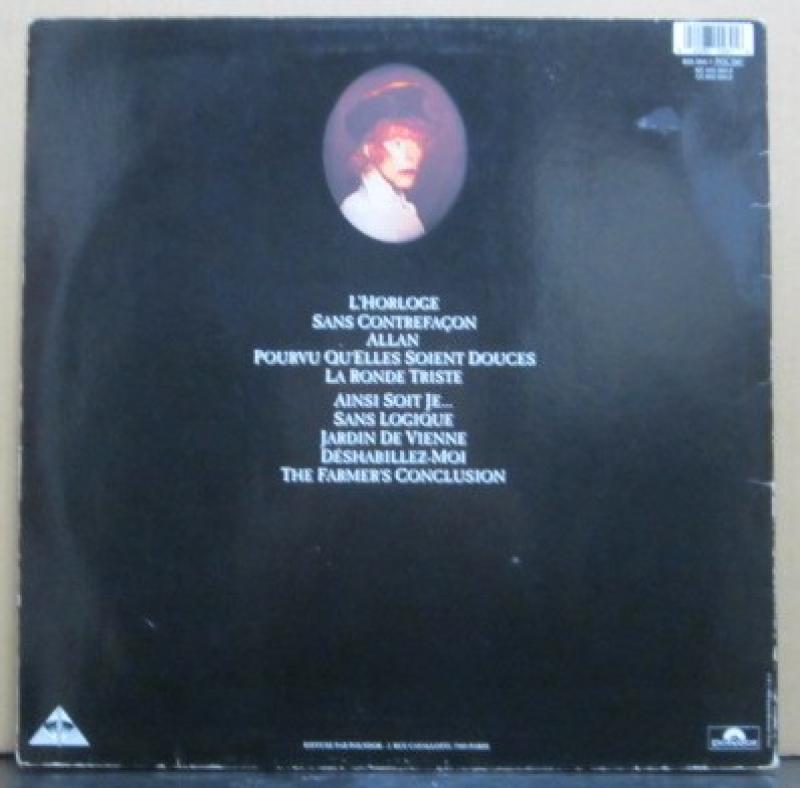 L'HORLOGE
SANS CONTREFAÇON
ALLAN
POURVU QU'ELLES SOIENT DOUCES
LA RONDE TRISTE
AINSI SOIT JE...
SANS LOGIQUE
JARDIN DE VIENNE
DÉSHABILLEZ-MOI
THE FARMER'S CONCLUSION